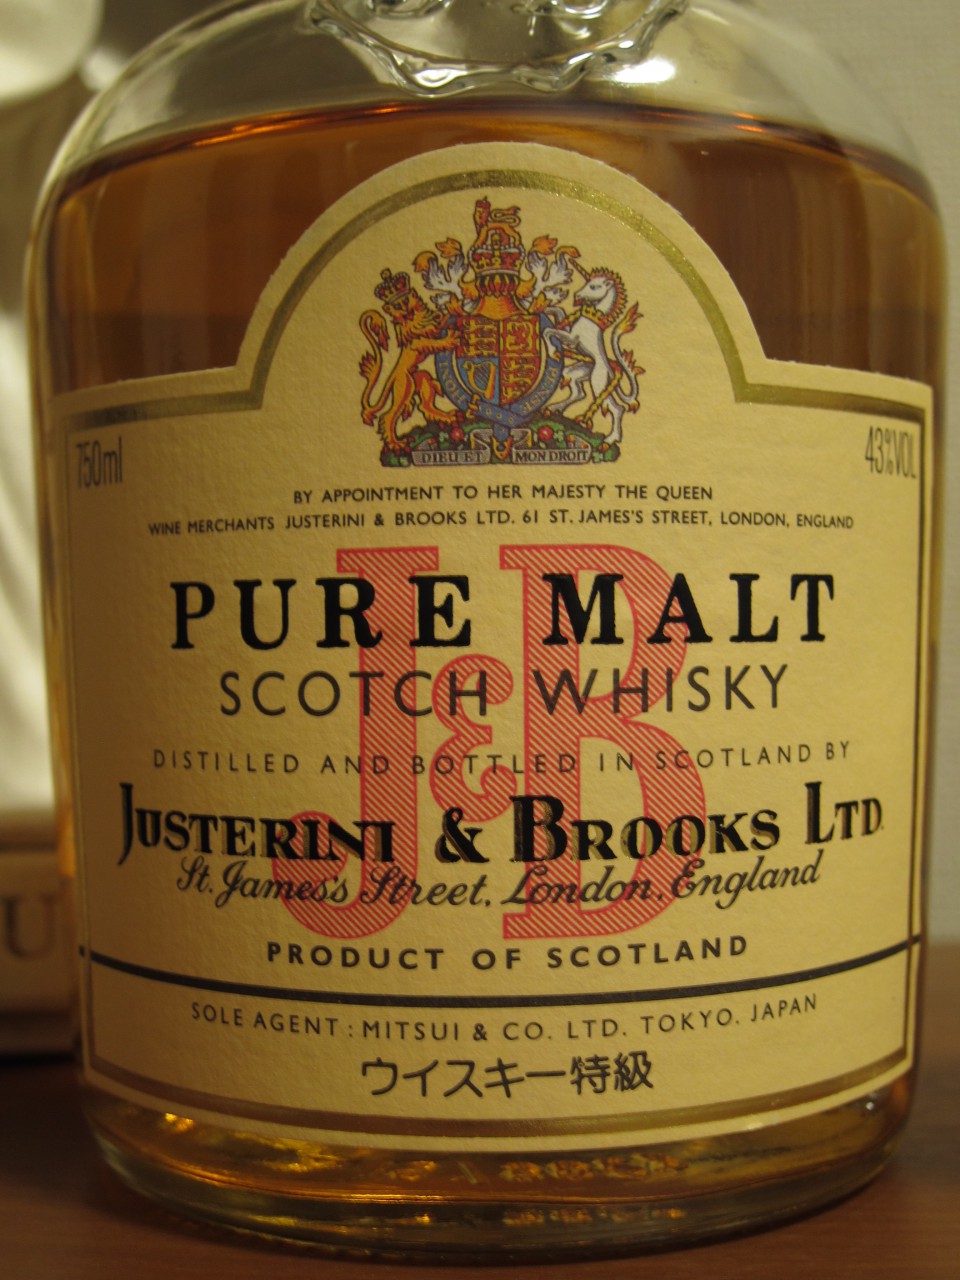 DIEU ET MON DROIT
750ml
43%VOL
BY APPOINTMENT TO HER MAJESTY THE QUEEN
WINE MERCHANTS JUSTERINI & BROOKS LTD. 61 ST. JAMES'S STREET, LONDON, ENGLAND
J&B
PURE MALT
SCOTCH WHISKY
DISTILLED AND BOTTLED IN SCOTLAND BY
JUSTERINI & BROOKS LTD.
St. James's Street, London, England
PRODUCT OF SCOTLAND
SOLE AGENT : MITSUI & CO. LTD. TOKYO. JAPAN
ウイスキー特級
U